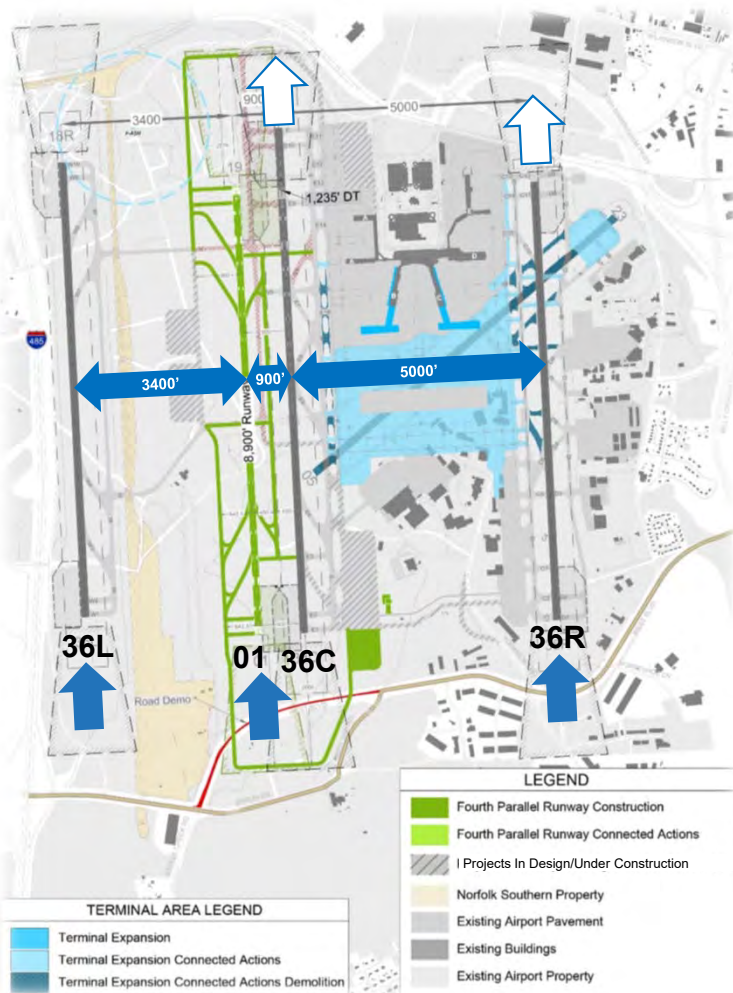 3400
900
5000
18R
19
1,235' DT
23
485
3400'
900'
5000'
8,900' Runway
05
36L
01
36C
36R
Road Demo
LEGEND
Fourth Parallel Runway Construction
Fourth Parallel Runway Connected Actions
l Projects In Design/Under Construction
Norfolk Southern Property
Existing Airport Pavement
Existing Buildings
Existing Airport Property
TERMINAL AREA LEGEND
Terminal Expansion
Terminal Expansion Connected Actions
Terminal Expansion Connected Actions Demolition